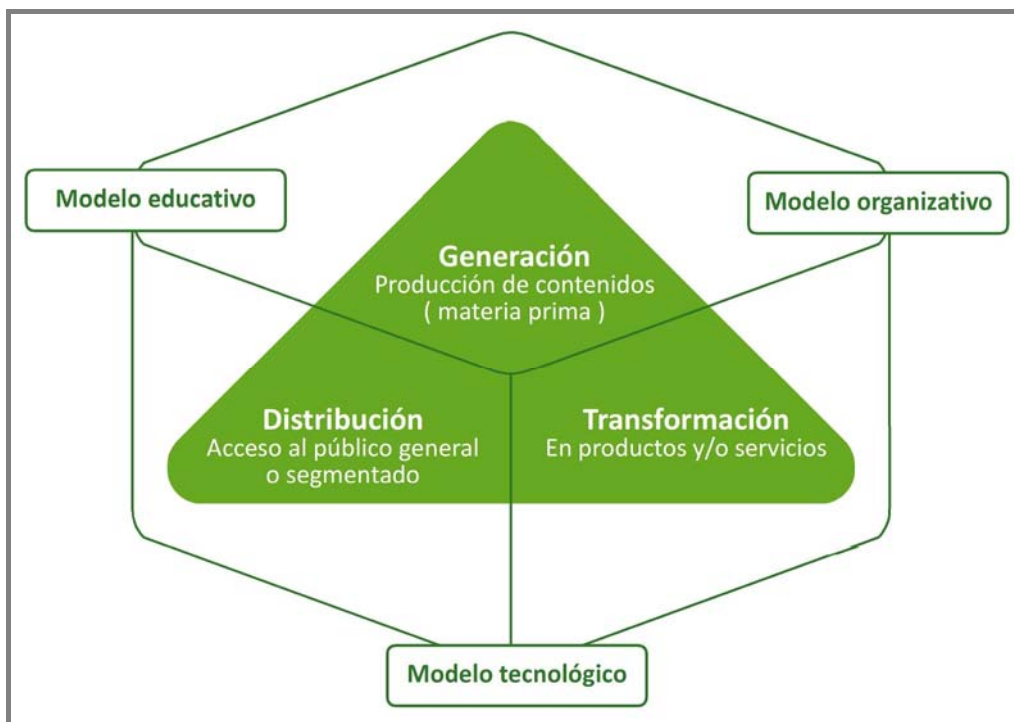 Modelo educativo
Modelo organizativo
Generación
Producción de contenidos
( materia prima )
Distribución
Acceso al público general
o segmentado
Transformación
En productos y/o servicios
Modelo tecnológico